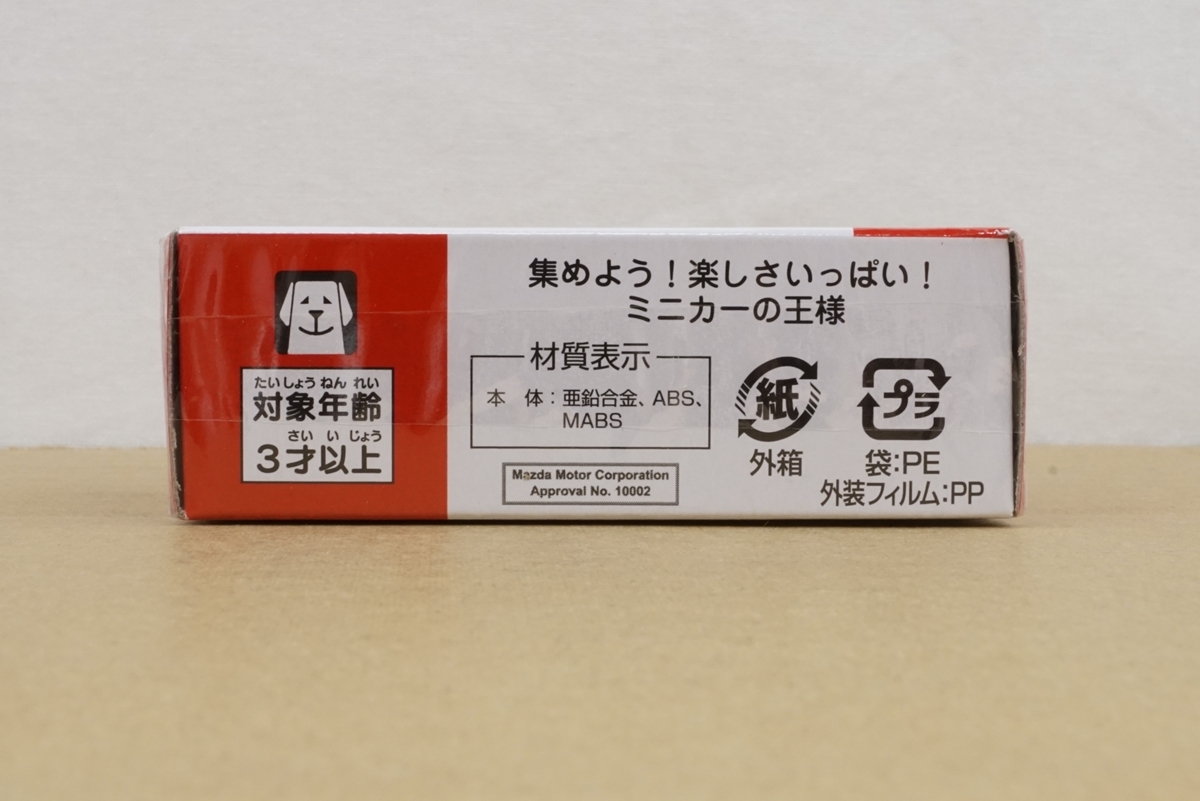 集めよう！楽しさいっぱい！
ミニカーの王様
たいしょう ねん れい
対象年齢
さい い じょう
3才以上
材質表示
本 体：亜鉛合金、ABS、
MABS
Mazda Motor Corporation
Approval No. 10002
紙
外箱
プラ
袋：PE
外装フィルム：PP